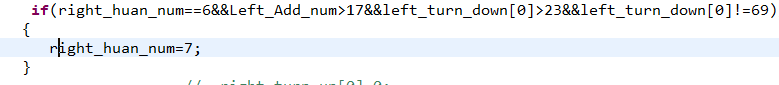 if(right_huan_num==6&&Left_Add_num>17&&left_turn_down[0]>23&&left_turn_down[0]!=69)
{
right_huan_num=7;
}